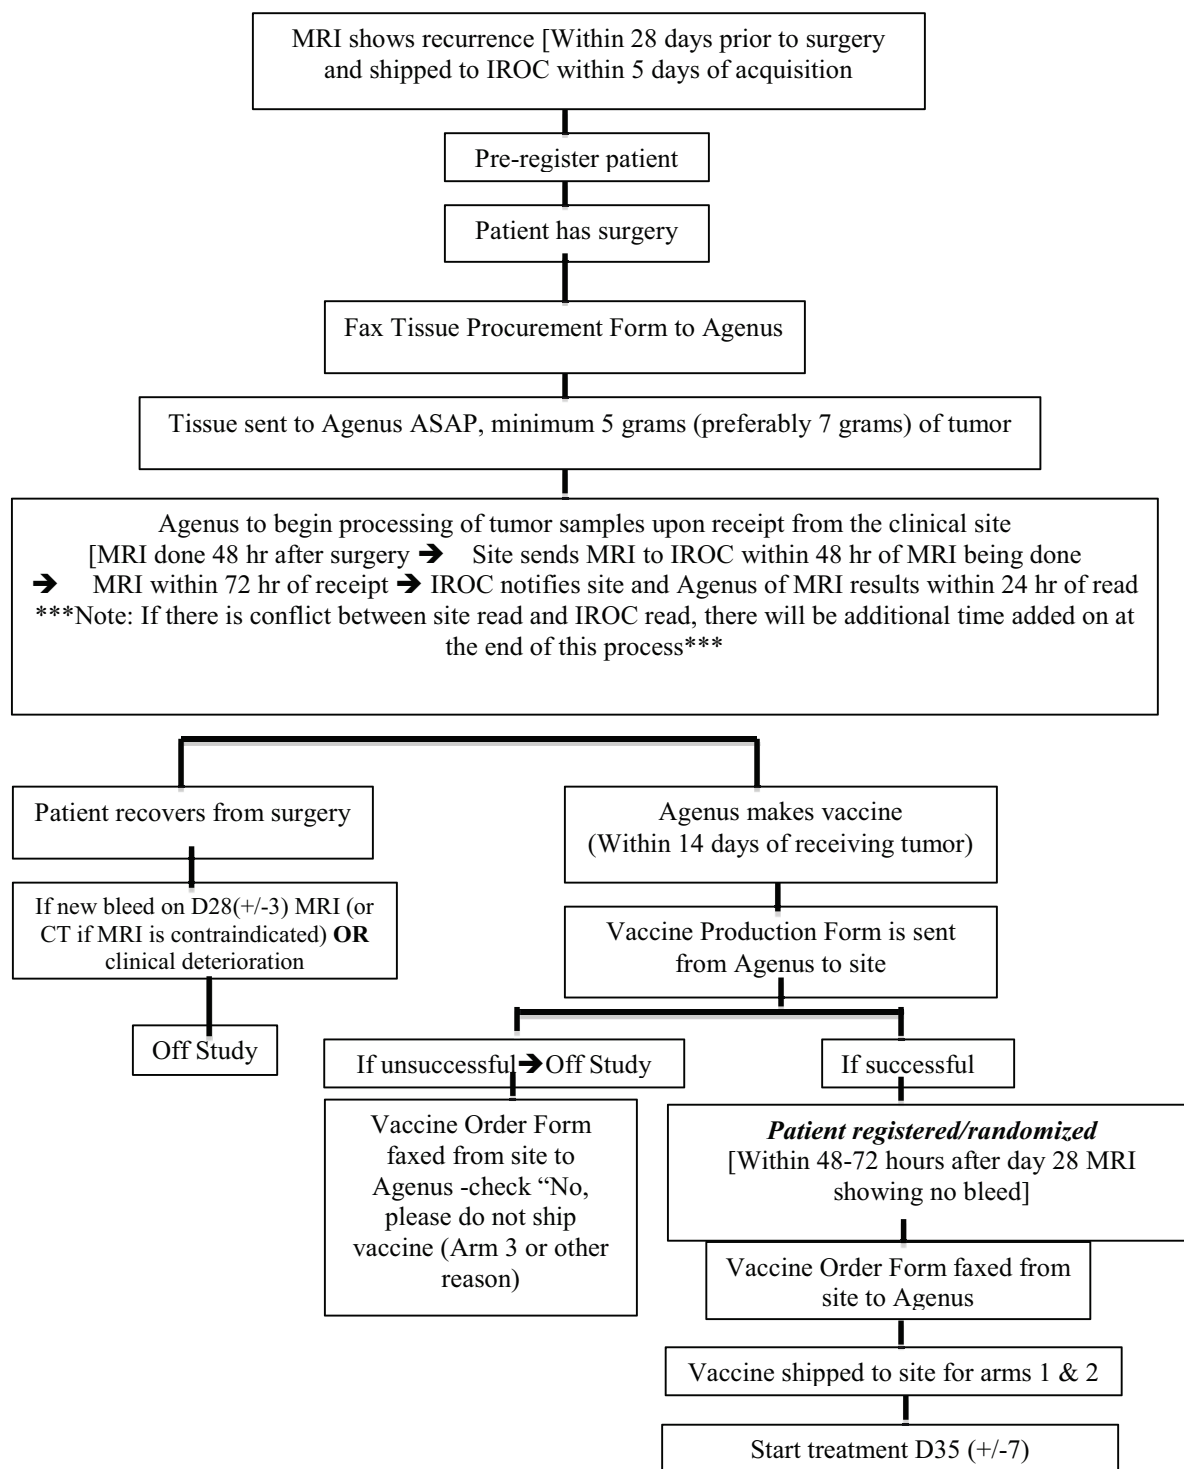 MRI shows recurrence [Within 28 days prior to surgery
and shipped to IROC within 5 days of acquisition
Pre-register patient
Patient has surgery
Fax Tissue Procurement Form to Agenus
Tissue sent to Agenus ASAP, minimum 5 grams (preferably 7 grams) of tumor
Agenus to begin processing of tumor samples upon receipt from the clinical site
[MRI done 48 hr after surgery ➔ Site sends MRI to IROC within 48 hr of MRI being done
➔ MRI within 72 hr of receipt ➔ IROC notifies site and Agenus of MRI results within 24 hr of read
***Note: If there is conflict between site read and IROC read, there will be additional time added on at
the end of this process***
Patient recovers from surgery
If new bleed on D28(+/-3) MRI (or
CT if MRI is contraindicated) OR
clinical deterioration
Off Study
Agenus makes vaccine
(Within 14 days of receiving tumor)
Vaccine Production Form is sent
from Agenus to site
If unsuccessful➔Off Study
Vaccine Order Form
faxed from site to
Agenus -check “No,
please do not ship
vaccine (Arm 3 or other
reason)
If successful
Patient registered/randomized
[Within 48-72 hours after day 28 MRI
showing no bleed]
Vaccine Order Form faxed from
site to Agenus
Vaccine shipped to site for arms 1 & 2
Start treatment D35 (+/-7)